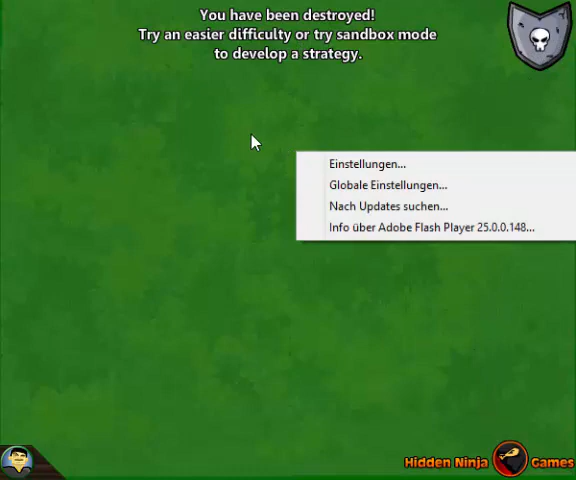 You have been destroyed!
Try an easier difficulty or try sandbox mode
to develop a strategy.
Einstellungen...
Globale Einstellungen...
Nach Updates suchen...
Info über Adobe Flash Player 25.0.0.148...
Hidden Ninja Games